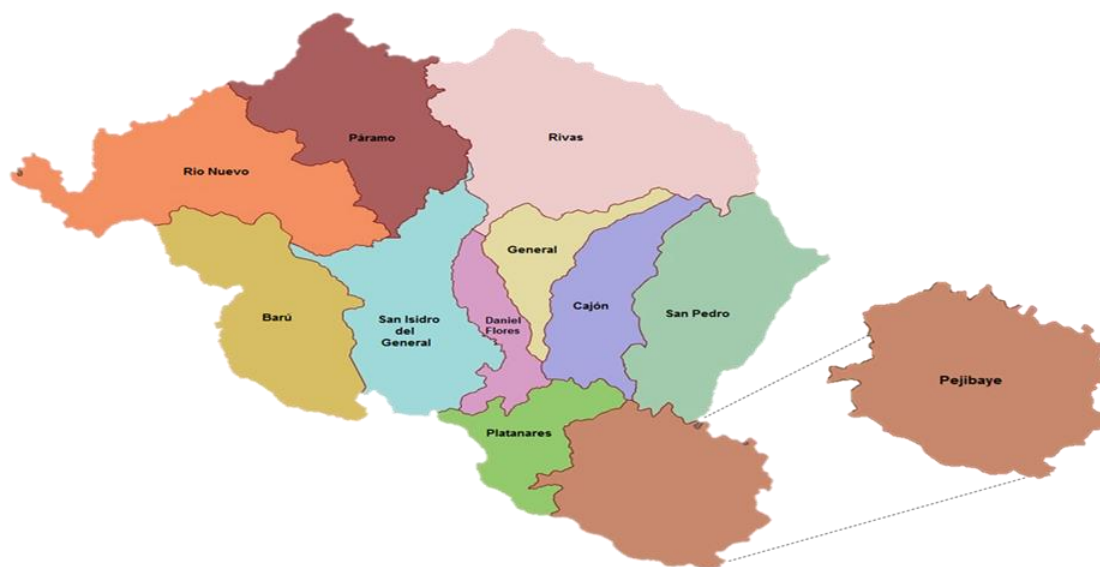 Páramo
Rivas
Rio Nuevo
General
Cajón
San Pedro
Barú
San Isidro
del
General
Daniel
Flores
Pejibaye
Platanares